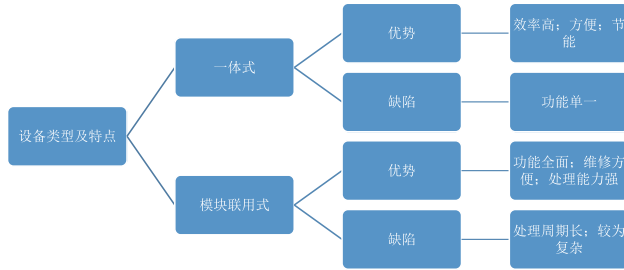 设备类型及特点
一体式
优势
效率高；方便；节
能
缺陷
功能单一
模块联用式
优势
功能全面；维修方
便；处理能力强
缺陷
处理周期长；较为
复杂